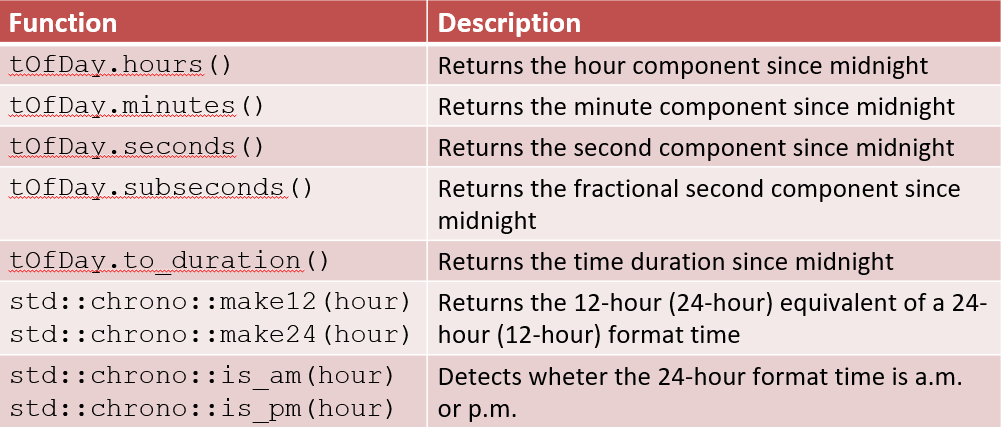 Function Description
tOfDay.hours() Returns the hour component since midnight
tOfDay.minutes() Returns the minute component since midnight
tOfDay.seconds() Returns the second component since midnight
tOfDay.subseconds() Returns the fractional second component since
midnight
tOfDay.to_duration() Returns the time duration since midnight
std::chrono::make12(hour) Returns the 12-hour (24-hour) equivalent of a 24-
std::chrono::make24(hour) hour (12-hour) format time
std::chrono::is_am(hour) Detects wheter the 24-hour format time is a.m.
std::chrono::is_pm(hour) or p.m.